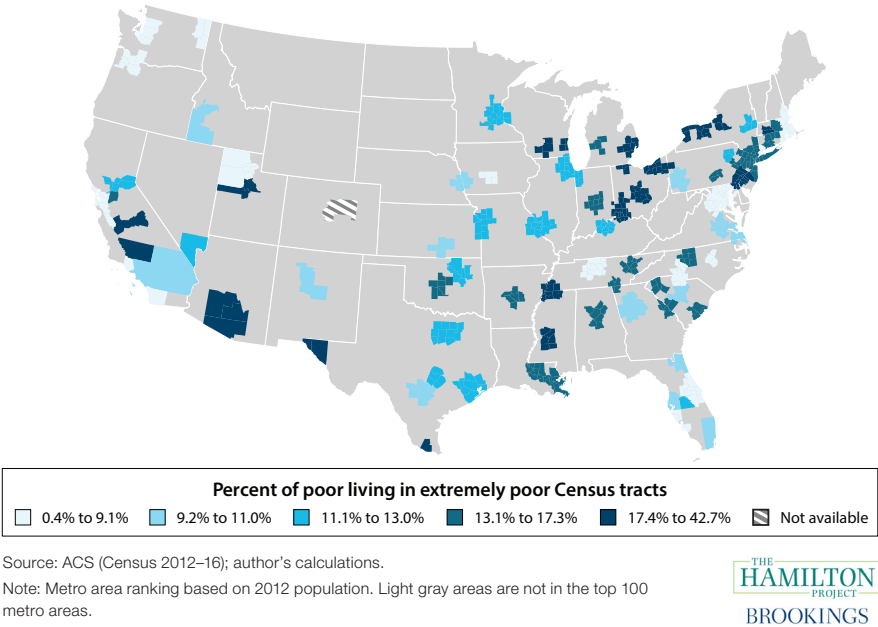 Percent of poor living in extremely poor Census tracts
0.4% to 9.1% 9.2% to 11.0% 11.1% to 13.0% 13.1% to 17.3% 17.4% to 42.7% Not available
Source: ACS (Census 2012–16); author's calculations.
Note: Metro area ranking based on 2012 population. Light gray areas are not in the top 100
metro areas.
THE
HAMILTON
PROJECT
BROOKINGS